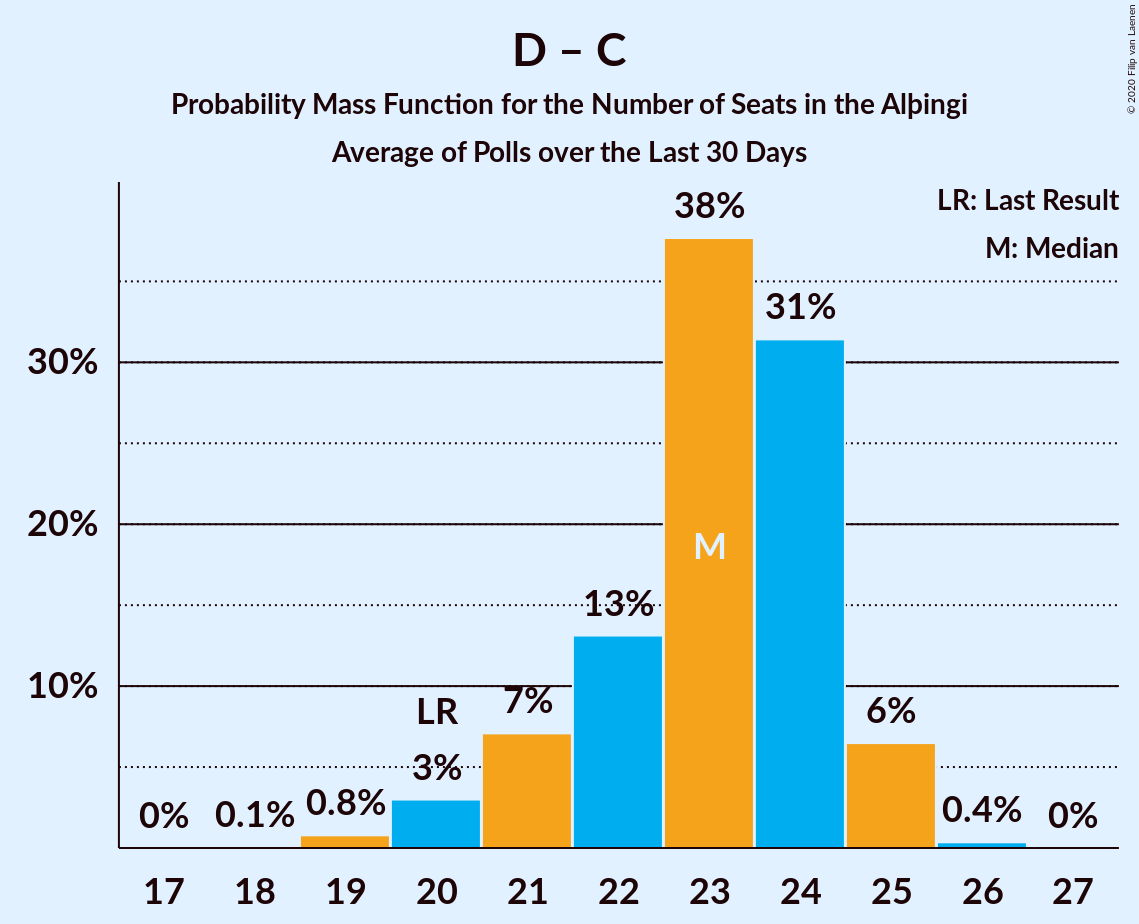 D – C
Probability Mass Function for the Number of Seats in the Alþingi
Average of Polls over the Last 30 Days
© 2020 Filip van Laenen
LR: Last Result
M: Median
38%
31%
30%
20%
M
13%
10%
LR
7%
6%
3%
0%
0.1%
0.8%
0.4%
0%
17 18 19 20 21 22 23 24 25 26 27